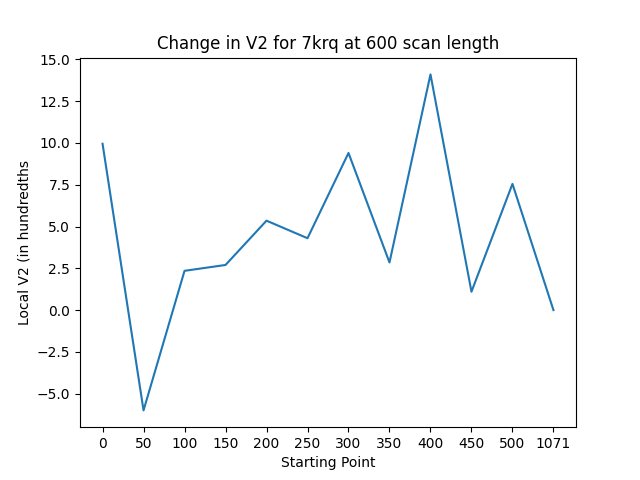 Change in V2 for 7krq at 600 scan length
15.0
12.5
10.0
7.5
5.0
2.5
0.0
−2.5
−5.0
Local V2 (in hundredths
0 50 100 150 200 250 300 350 400 450 500 1071
Starting Point